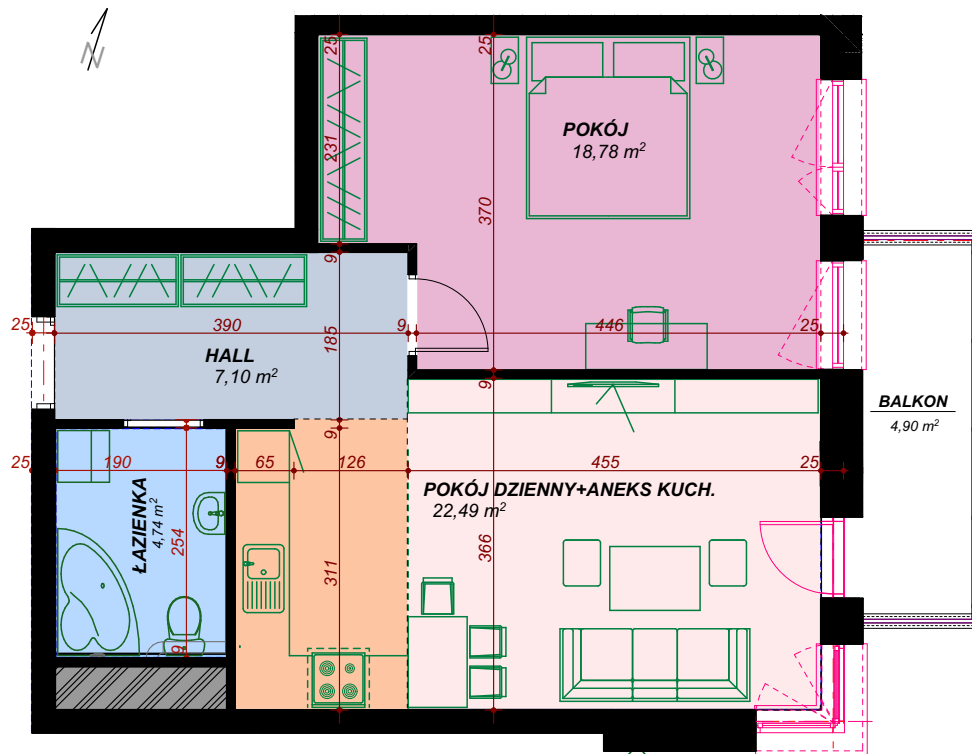 N
25
25
POKÓJ
18,78 m²
231
370
9
25
390
9
446
25
185
HALL
7,10 m²
9
BALKON
4,90 m²
9
25
190
9
65
126
455
25
POKÓJ DZIENNY+ANEKS KUCH.
22,49 m²
ŁAZIENKA
4,74 m²
254
311
366
9